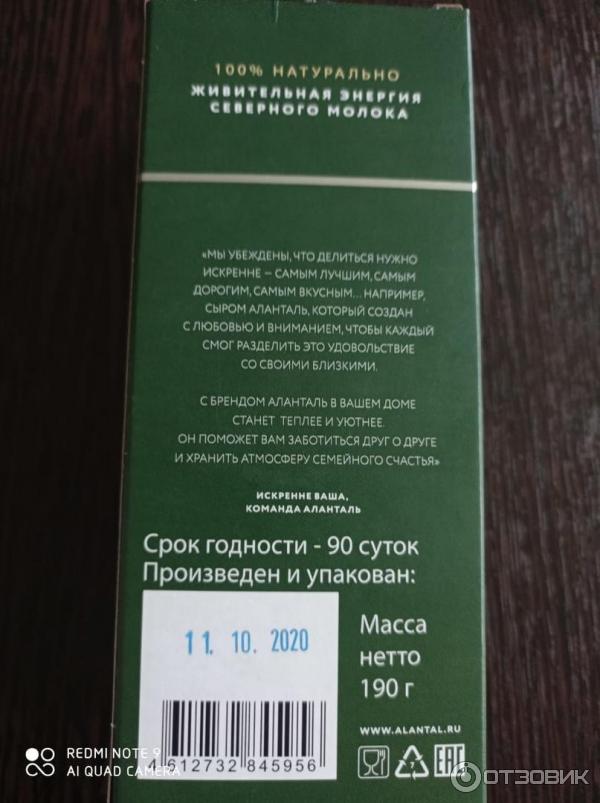 100% НАТУРАЛЬНО
ЖИВИТЕЛЬНАЯ ЭНЕРГИЯ
СЕВЕРНОГО МОЛОКА
«МЫ УБЕЖДЕНЫ, ЧТО ДЕЛИТЬСЯ НУЖНО
ИСКРЕННЕ – САМЫМ ЛУЧШИМ, САМЫМ
ДОРОГИМ, САМЫМ ВКУСНЫМ... НАПРИМЕР,
СЫРОМ АЛАНТАЛЬ, КОТОРЫЙ СОЗДАН
С ЛЮБОВЬЮ И ВНИМАНИЕМ, ЧТОБЫ КАЖДЫЙ
СМОГ РАЗДЕЛИТЬ ЭТО УДОВОЛЬСТВИЕ
СО СВОИМИ БЛИЗКИМИ.
С БРЕНДОМ АЛАНТАЛЬ В ВАШЕМ ДОМЕ
СТАНЕТ ТЕПЛЕЕ И УЮТНЕЕ.
ОН ПОМОЖЕТ ВАМ ЗАБОТИТЬСЯ ДРУГ О ДРУГЕ
И ХРАНИТЬ АТМОСФЕРУ СЕМЕЙНОГО СЧАСТЬЯ»
ИСКРЕННЕ ВАША,
КОМАНДА АЛАНТАЛЬ
Срок годности - 90 суток
Произведен и упакован:
11. 10. 2020
Масса
нетто
190 г
WWW.ALANTAL.RU
4 612732 845956
7
EAC
REDMI NOTE 9
AI QUAD CAMERA
ОТЗОВИК